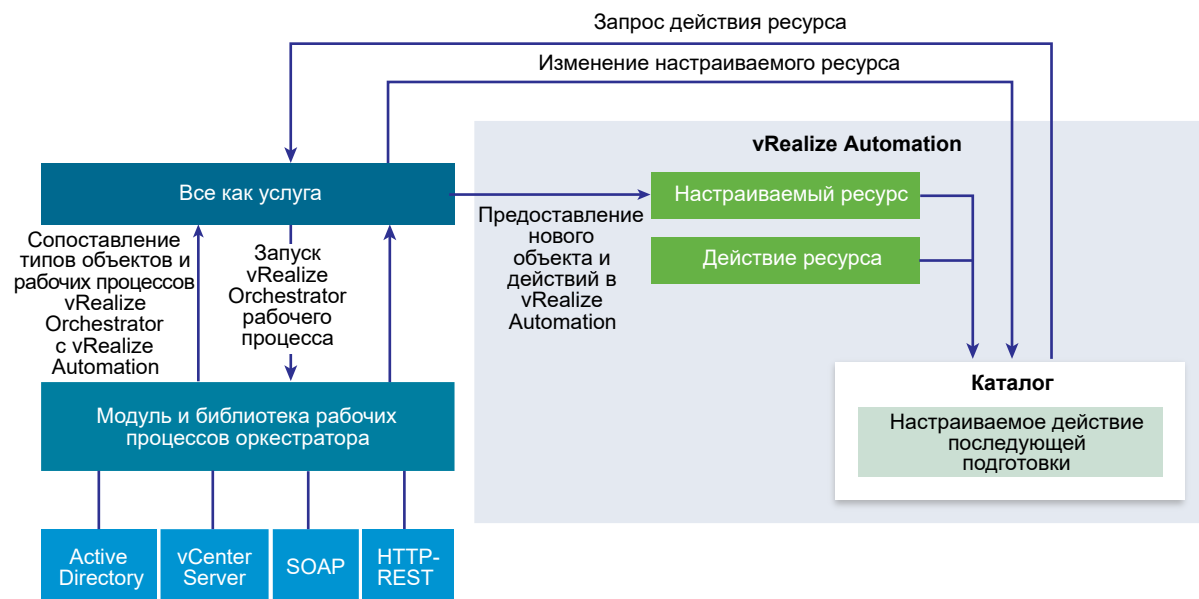 Запрос действия ресурса
Изменение настраиваемого ресурса
vRealize Automation
Все как услуга
Настраиваемый ресурс
Действие ресурса
Сопоставление
типов объектов и
рабочих процессов
vRealize
Orchestrator
с vRealize
Automation
Запуск
vRealize
Orchestrator
рабочего
процесса
Предоставление
нового
объекта и
действий в
vRealize
Automation
Каталог
Настраиваемое действие
последующей
подготовки
Модуль и библиотека рабочих
процессов оркестратора
Active
Directory
vCenter
Server
SOAP
HTTP-
REST